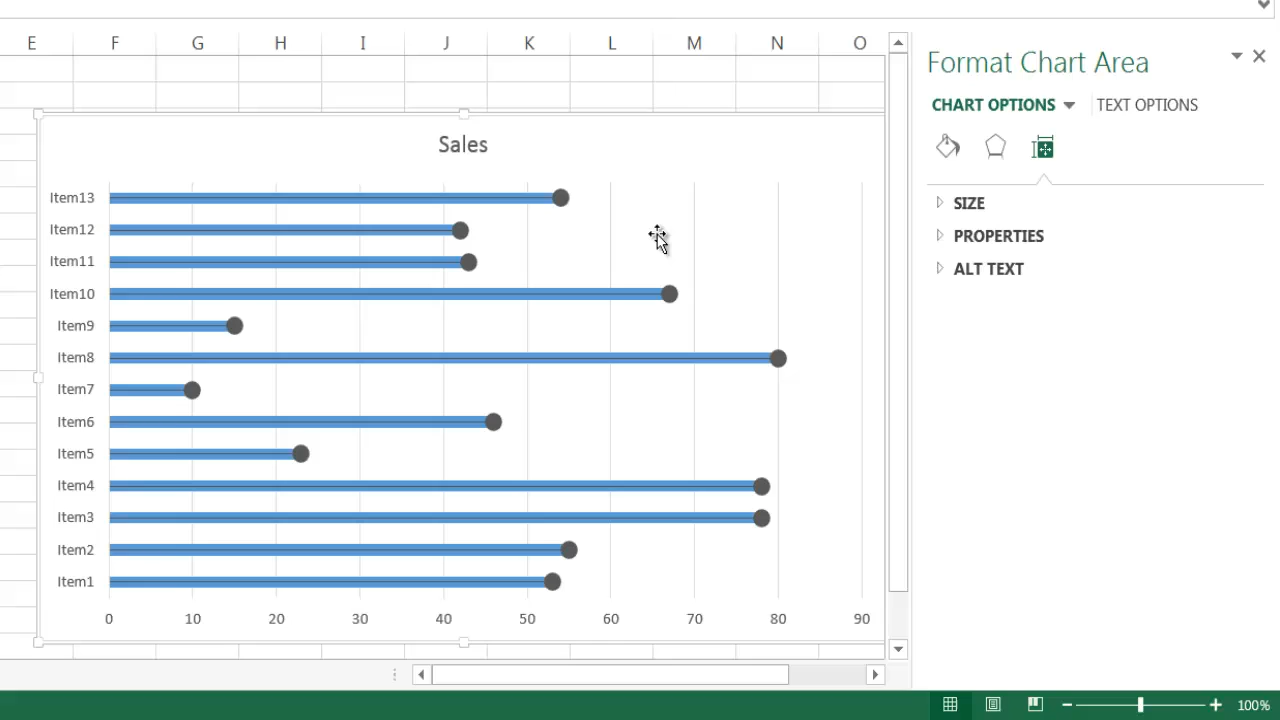 E F G H I J K L M N O
Format Chart Area
CHART OPTIONS TEXT OPTIONS
SIZE
PROPERTIES
ALT TEXT
Sales
Item13
Item12
Item11
Item10
Item9
Item8
Item7
Item6
Item5
Item4
Item3
Item2
Item1
0 10 20 30 40 50 60 70 80 90
100%